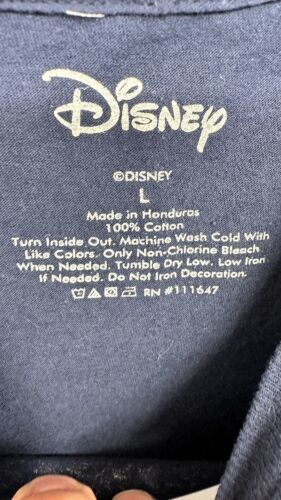 Disney
©DISNEY
L
Made in Honduras
100% Cotton
Turn Inside Out. Machine Wash Cold With
Like Colors. Only Non-Chlorine Bleach
When Needed. Tumble Dry Low. Low Iron
If Needed. Do Not Iron Decoration.
RN #111647